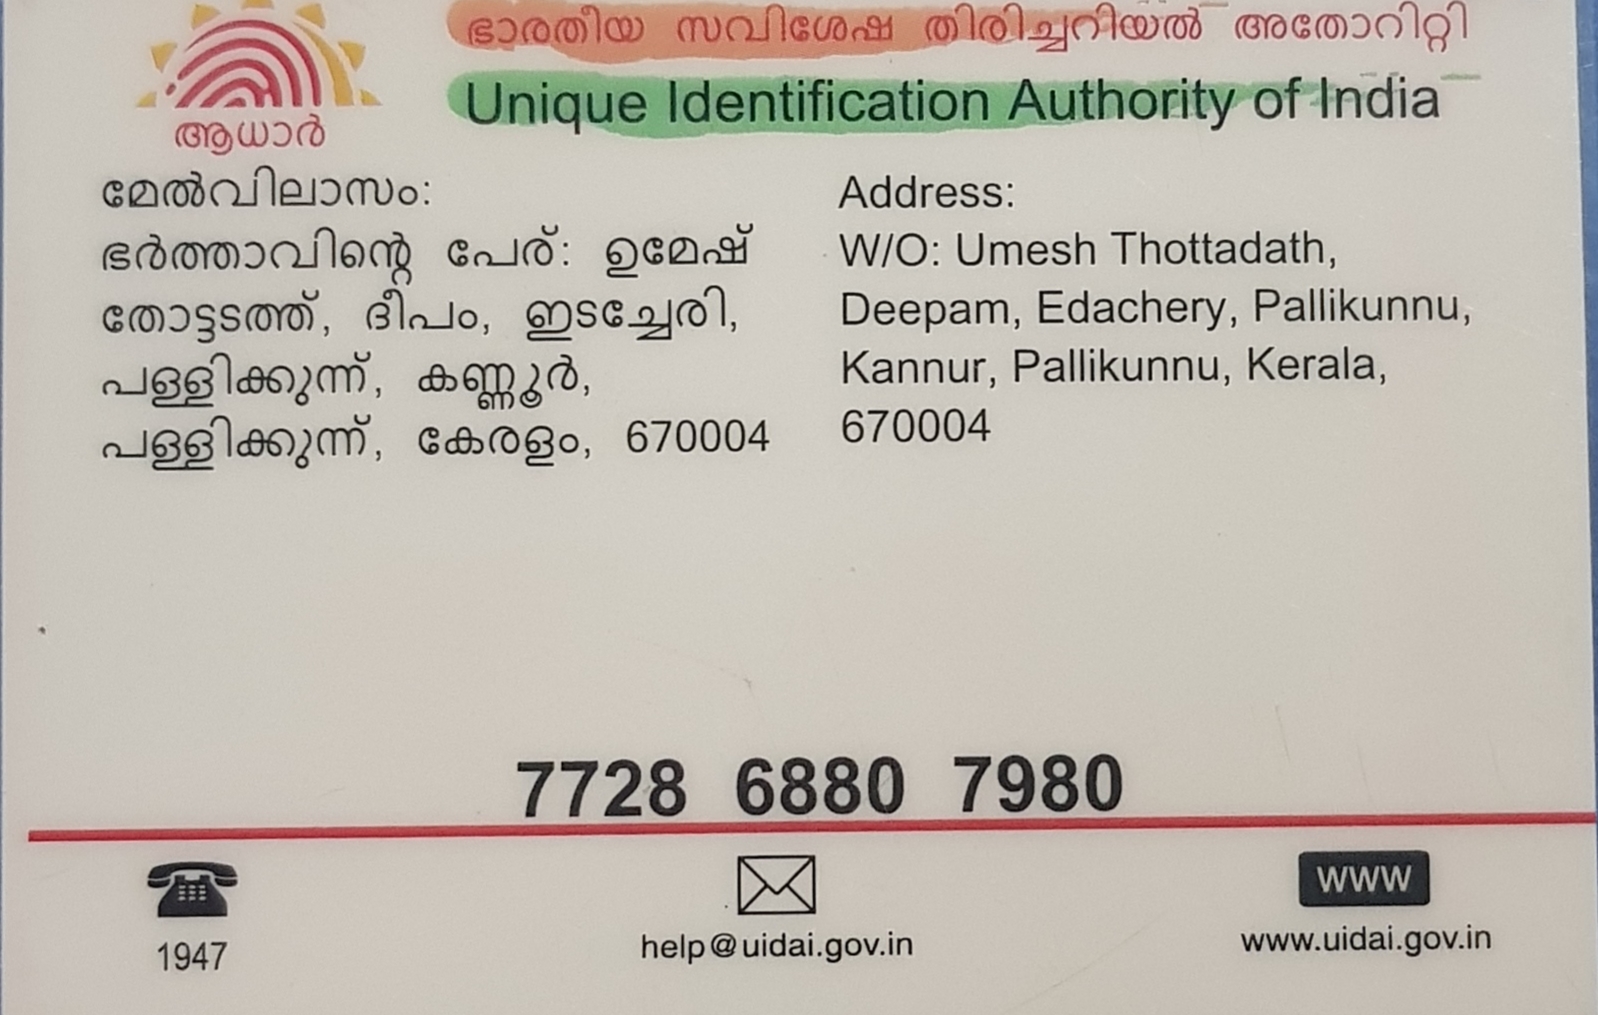 ഭാരതീയ സവിശേഷ തിരിച്ചറിയൽ അതോറിറ്റി
Unique Identification Authority of India
ആധാർ
മേൽവിലാസം:
ഭർത്താവിന്റെ പേര്: ഉമേഷ്
തോട്ടടത്ത്, ദീപം, ഇടച്ചേരി,
പള്ളിക്കുന്ന്, കണ്ണൂർ,
പള്ളിക്കുന്ന്, കേരളം, 670004
Address:
W/O: Umesh Thottadath,
Deepam, Edachery, Pallikunnu,
Kannur, Pallikunnu, Kerala,
670004
7728 6880 7980
1947
help@uidai.gov.in
www
www.uidai.gov.in